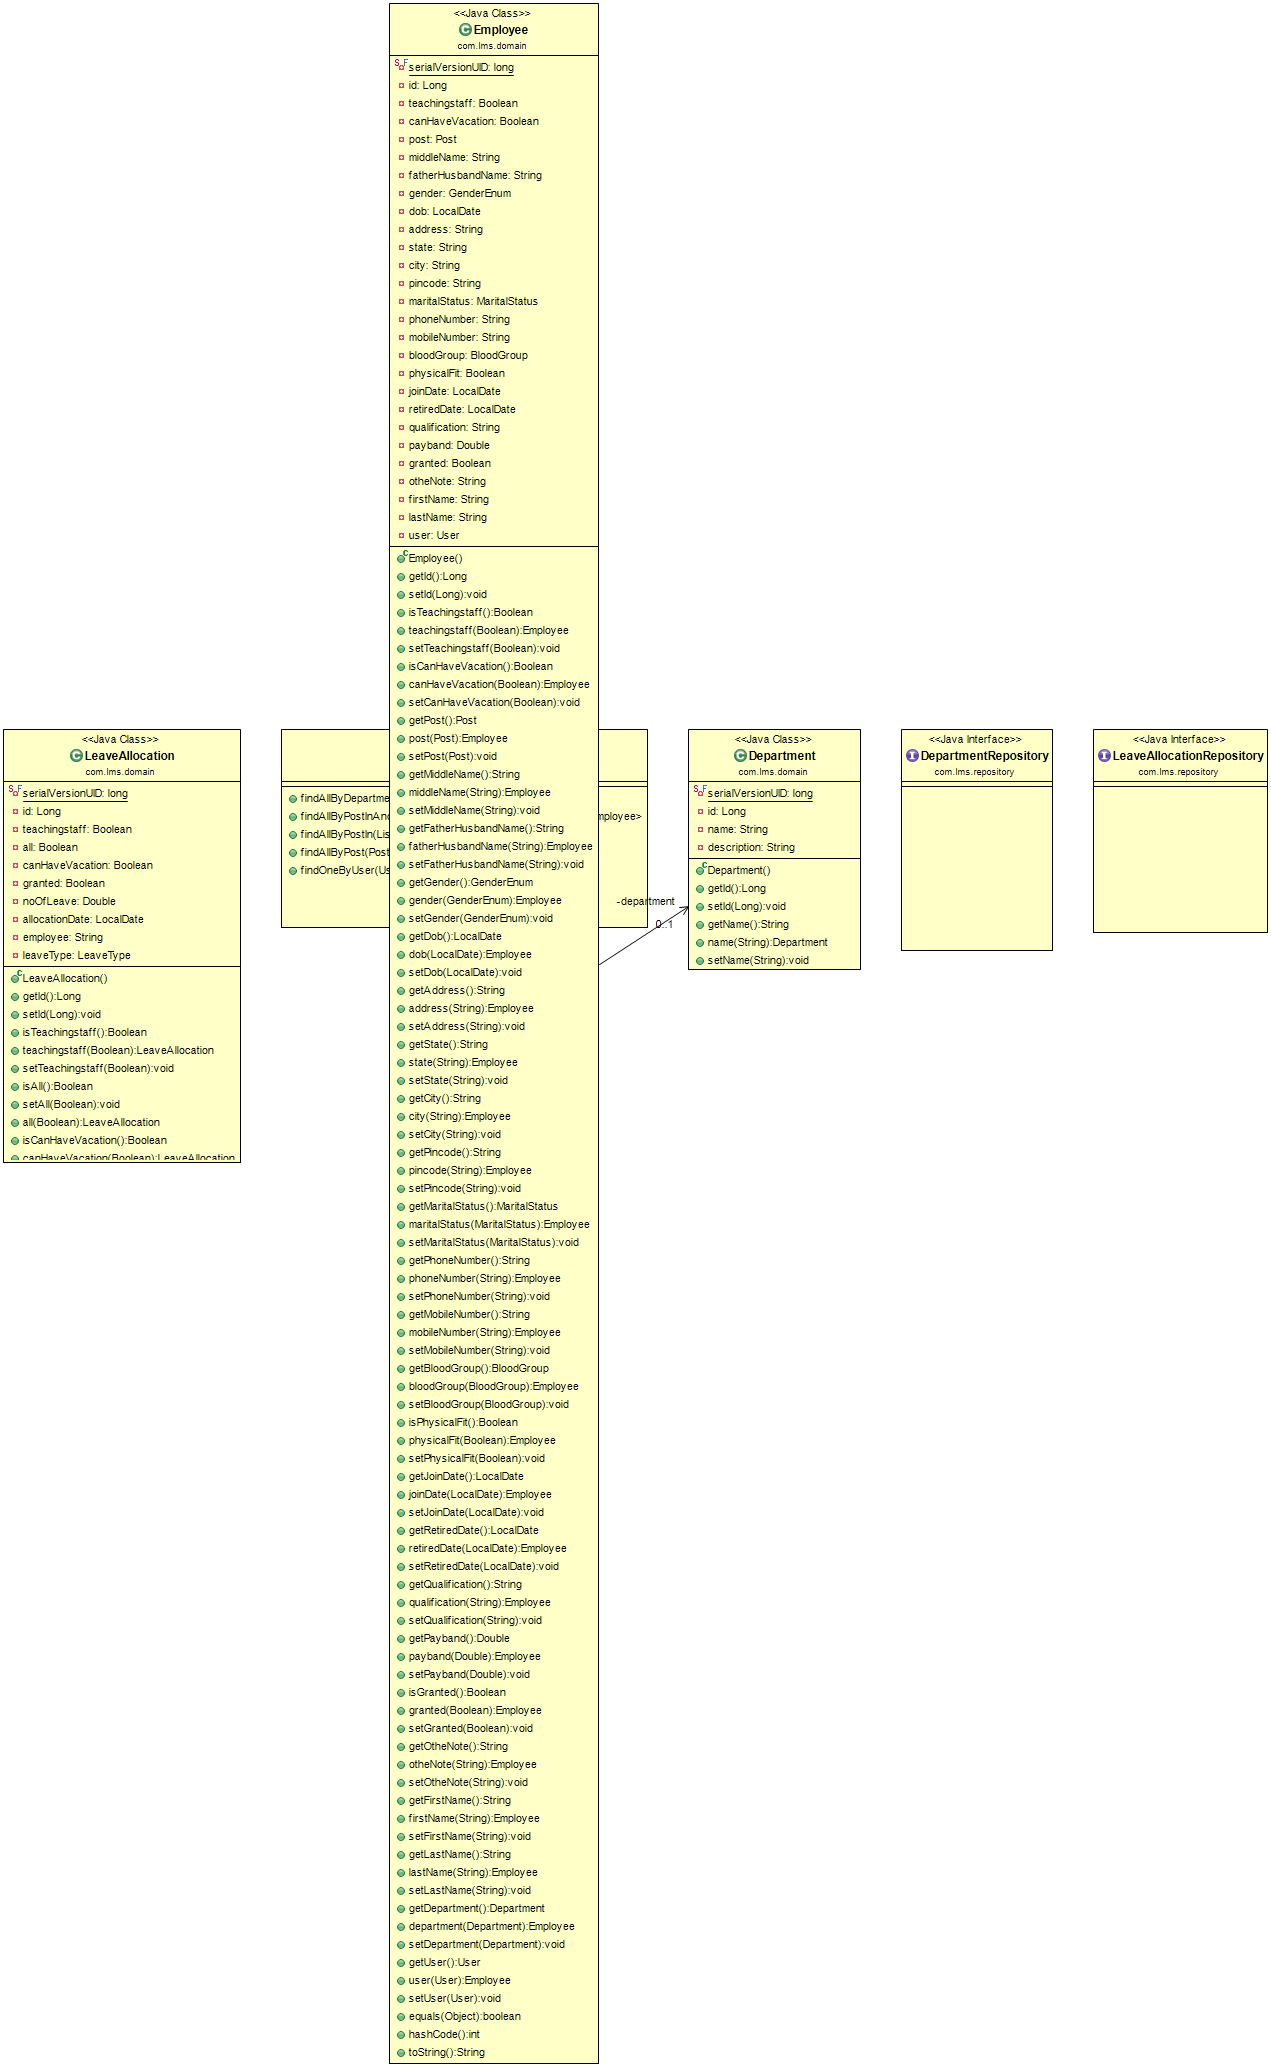 <<Java Class>>
Employee
com.lms.domain
serialVersionUID: long
id: Long
teachingstaff: Boolean
canHaveVacation: Boolean
post: Post
middleName: String
fatherHusbandName: String
gender: GenderEnum
dob: LocalDate
address: String
state: String
city: String
pincode: String
maritalStatus: MaritalStatus
phoneNumber: String
mobileNumber: String
bloodGroup: BloodGroup
physicalFit: Boolean
joinDate: LocalDate
retiredDate: LocalDate
qualification: String
payband: Double
granted: Boolean
otheNote: String
firstName: String
lastName: String
user: User
Employee()
getId():Long
setId(Long):void
isTeachingstaff():Boolean
teachingstaff(Boolean):Employee
setTeachingstaff(Boolean):void
isCanHaveVacation():Boolean
canHaveVacation(Boolean):Employee
setCanHaveVacation(Boolean):void
getPost():Post
post(Post):Employee
setPost(Post):void
getMiddleName():String
middleName(String):Employee
setMiddleName(String):void
getFatherHusbandName():String
fatherHusbandName(String):Employee
setFatherHusbandName(String):void
getGender():GenderEnum
gender(GenderEnum):Employee
setGender(GenderEnum):void
getDob():LocalDate
dob(LocalDate):Employee
setDob(LocalDate):void
getAddress():String
address(String):Employee
setAddress(String):void
getState():String
state(String):Employee
setState(String):void
getCity():String
city(String):Employee
setCity(String):void
getPincode():String
pincode(String):Employee
setPincode(String):void
getMaritalStatus():MaritalStatus
maritalStatus(MaritalStatus):Employee
setMaritalStatus(MaritalStatus):void
getPhoneNumber():String
phoneNumber(String):Employee
setPhoneNumber(String):void
getMobileNumber():String
mobileNumber(String):Employee
setMobileNumber(String):void
getBloodGroup():BloodGroup
bloodGroup(BloodGroup):Employee
setBloodGroup(BloodGroup):void
isPhysicalFit():Boolean
physicalFit(Boolean):Employee
setPhysicalFit(Boolean):void
getJoinDate():LocalDate
joinDate(LocalDate):Employee
setJoinDate(LocalDate):void
getRetiredDate():LocalDate
retiredDate(LocalDate):Employee
setRetiredDate(LocalDate):void
getQualification():String
qualification(String):Employee
setQualification(String):void
getPayband():Double
payband(Double):Employee
setPayband(Double):void
isGranted():Boolean
granted(Boolean):Employee
setGranted(Boolean):void
getOtheNote():String
otheNote(String):Employee
setOtheNote(String):void
getFirstName():String
firstName(String):Employee
setFirstName(String):void
getLastName():String
lastName(String):Employee
setLastName(String):void
getDepartment():Department
department(Department):Employee
setDepartment(Department):void
getUser():User
user(User):Employee
setUser(User):void
equals(Object):boolean
hashCode():int
toString():String
<<Java Class>>
LeaveAllocation
com.lms.domain
serialVersionUID: long
id: Long
teachingstaff: Boolean
all: Boolean
canHaveVacation: Boolean
granted: Boolean
noOfLeave: Double
allocationDate: LocalDate
employee: String
leaveType: LeaveType
LeaveAllocation()
getId():Long
setId(Long):void
isTeachingstaff():Boolean
teachingstaff(Boolean):LeaveAllocation
setTeachingstaff(Boolean):void
isAll():Boolean
setAll(Boolean):void
all(Boolean):LeaveAllocation
isCanHaveVacation():Boolean
canHaveVacation(Boolean):LeaveAllocation
findAllByDepartme
findAllByPostInAn
mployee>
findAllByPostIn(Lis
findAllByPost(Post
findOneByUser(Us
-department
0..1
<<Java Class>>
Department
com.lms.domain
serialVersionUID: long
id: Long
name: String
description: String
Department()
getId():Long
setId(Long):void
getName():String
name(String):Department
setName(String):void
<<Java Interface>>
DepartmentRepository
com.lms.repository
<<Java Interface>>
LeaveAllocationRepository
com.lms.repository